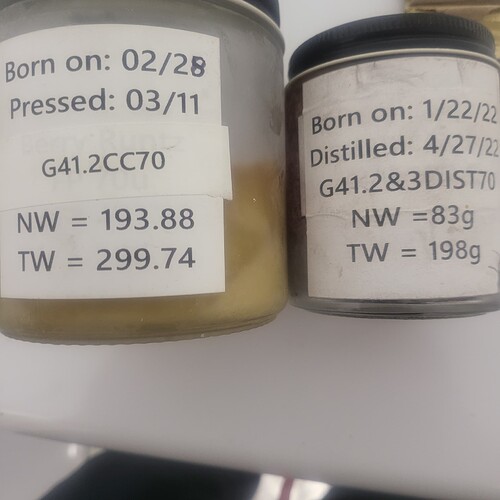 Born on: 02/28
Pressed: 03/11
G41.2CC70
NW = 193.88
TW = 299.74
Born on: 1/22/22
Distilled: 4/27/22
G41.2&3DIST70
NW =83g
TW = 198g